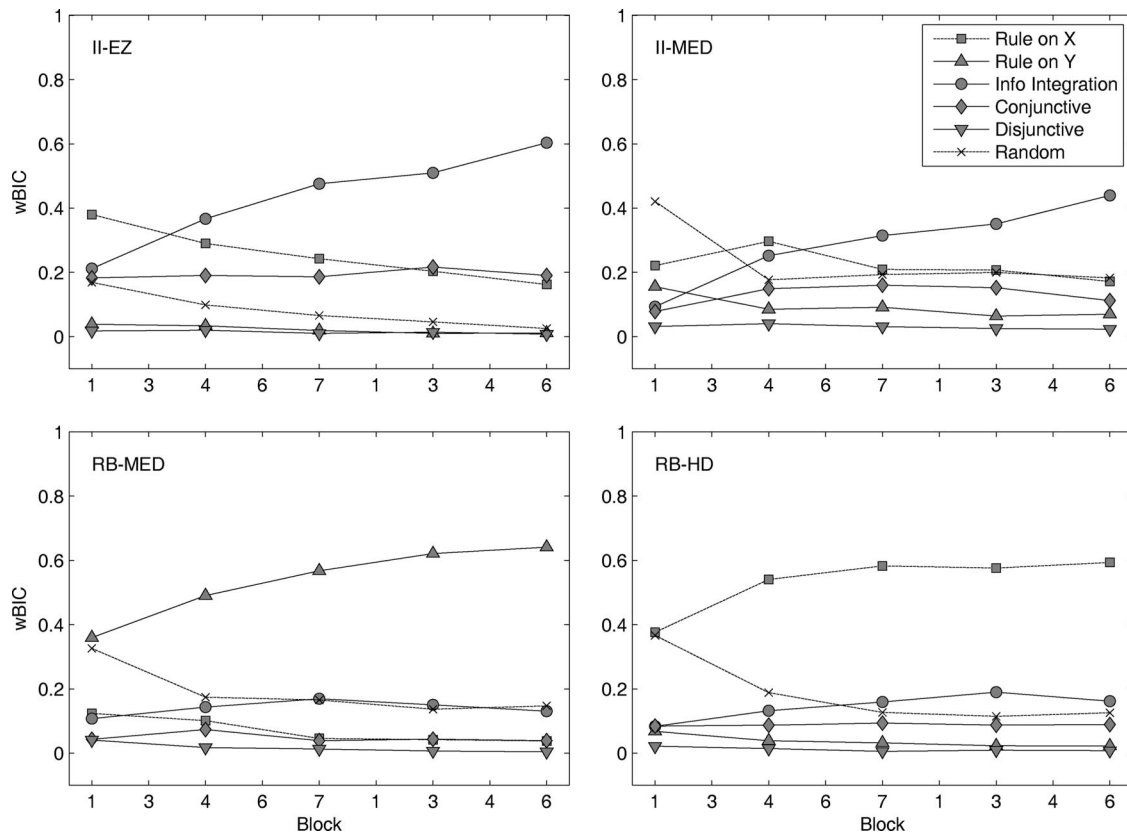 II-EZ
wBIC
1
0.8
0.6
0.4
0.2
0
1 3 4 6 7 1 3 4 6
II-MED
Rule on X
Rule on Y
Info Integration
Conjunctive
Disjunctive
Random
1
0.8
0.6
0.4
0.2
0
1 3 4 6 7 1 3 4 6
RB-MED
wBIC
1
0.8
0.6
0.4
0.2
0
1 3 4 6 7 1 3 4 6
Block
RB-HD
1
0.8
0.6
0.4
0.2
0
1 3 4 6 7 1 3 4 6
Block